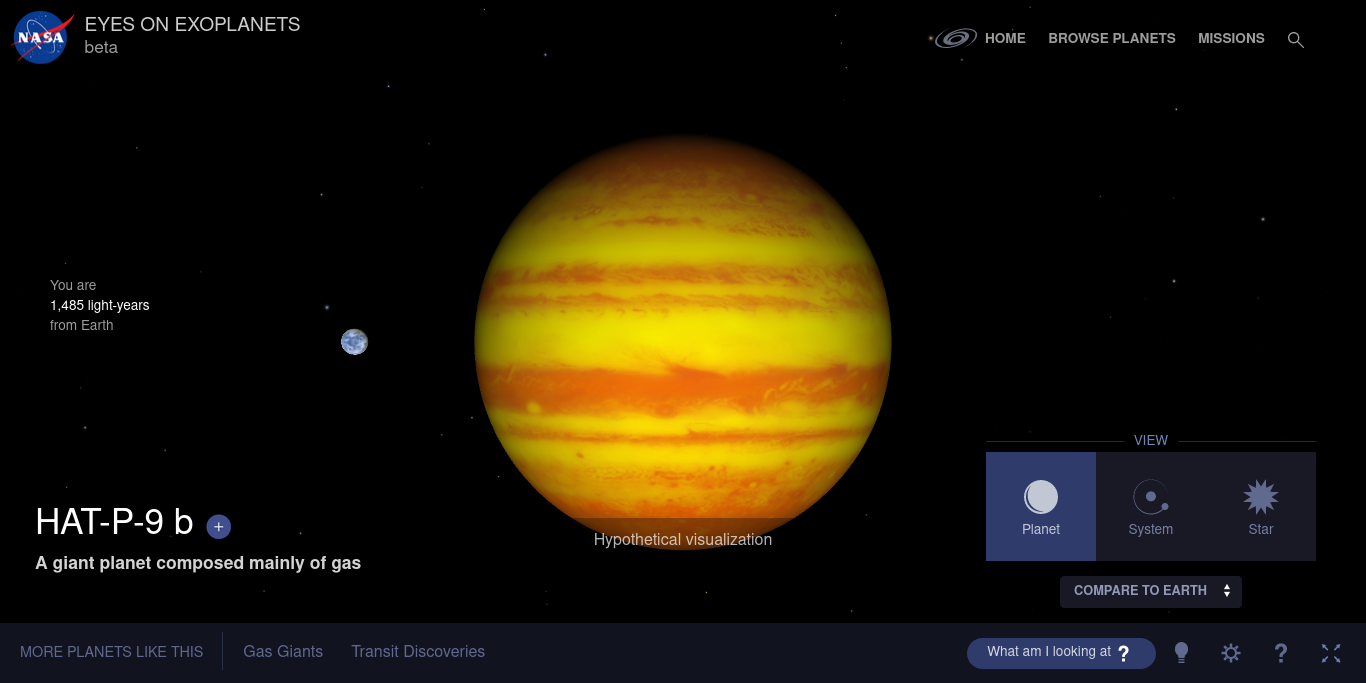 NASA
EYES ON EXOPLANETS
beta
HOME
BROWSE PLANETS
MISSIONS
You are
1,485 light-years
from Earth
HAT-P-9 b +
A giant planet composed mainly of gas
Hypothetical visualization
VIEW
Planet
System
Star
COMPARE TO EARTH
MORE PLANETS LIKE THIS
Gas Giants
Transit Discoveries
What am I looking at ?
?